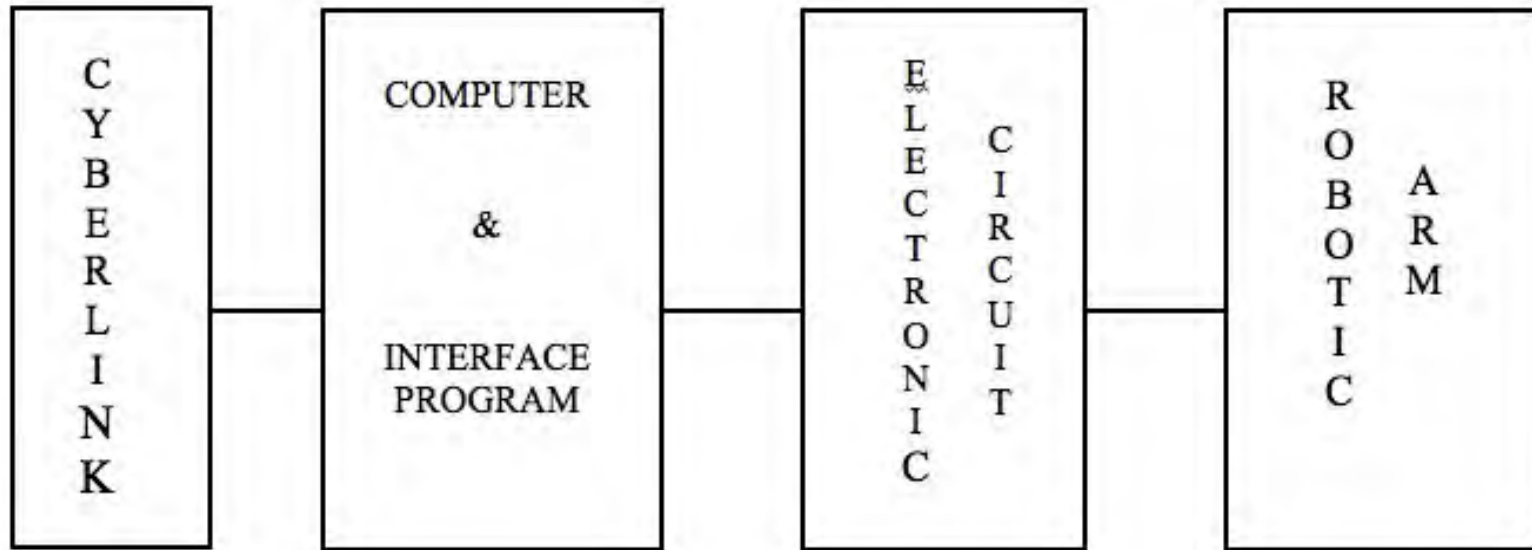 CYBERLINK
COMPUTER
&
INTERFACE
PROGRAM
ELECTRONIC
CIRCUIT
ROBOTIC
ARM